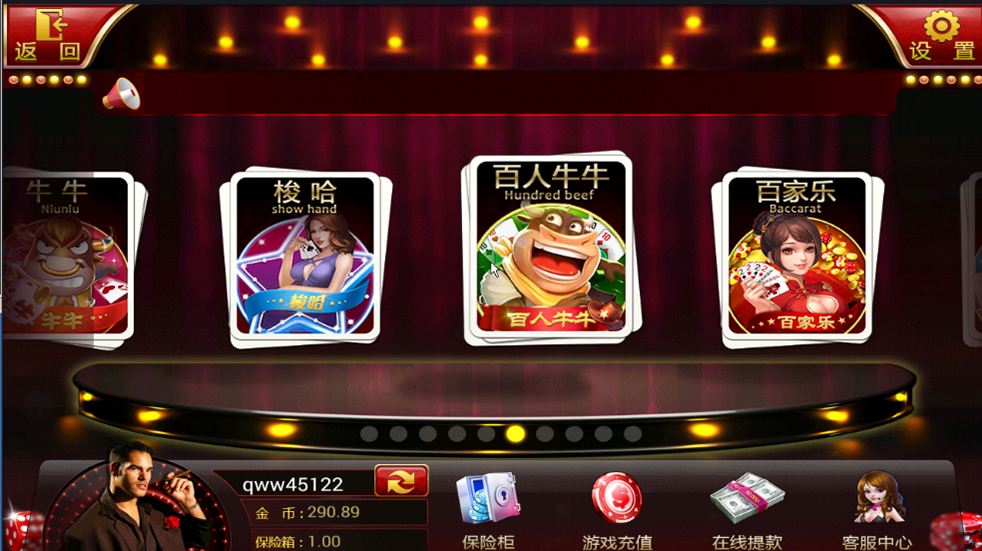 返 回
设 置
牛 牛
Niuniu
牛牛
梭 哈
show hand
梭哈
百人牛牛
Hundred beef
百人牛牛
百家乐
Baccarat
百家乐
qww45122
金 币：290.89
保险箱：1.00
保险柜
游戏充值
在线提款
客服中心